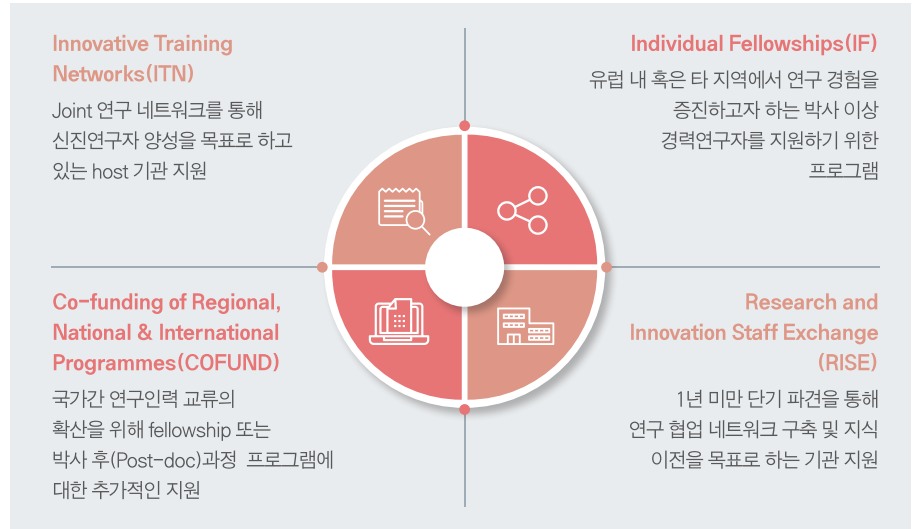 Innovative Training
Networks(ITN)
Joint 연구 네트워크를 통해
신진연구자 양성을 목표로 하고
있는 host 기관 지원
Individual Fellowships(IF)
유럽 내 혹은 타 지역에서 연구 경험을
증진하고자 하는 박사 이상
경력연구자를 지원하기 위한
프로그램
Co-funding of Regional,
National & International
Programmes(COFUND)
국가간 연구인력 교류의
확산을 위해 fellowship 또는
박사 후(Post-doc)과정 프로그램에
대한 추가적인 지원
Research and
Innovation Staff Exchange
(RISE)
1년 미만 단기 파견을 통해
연구 협업 네트워크 구축 및 지식
이전을 목표로 하는 기관 지원